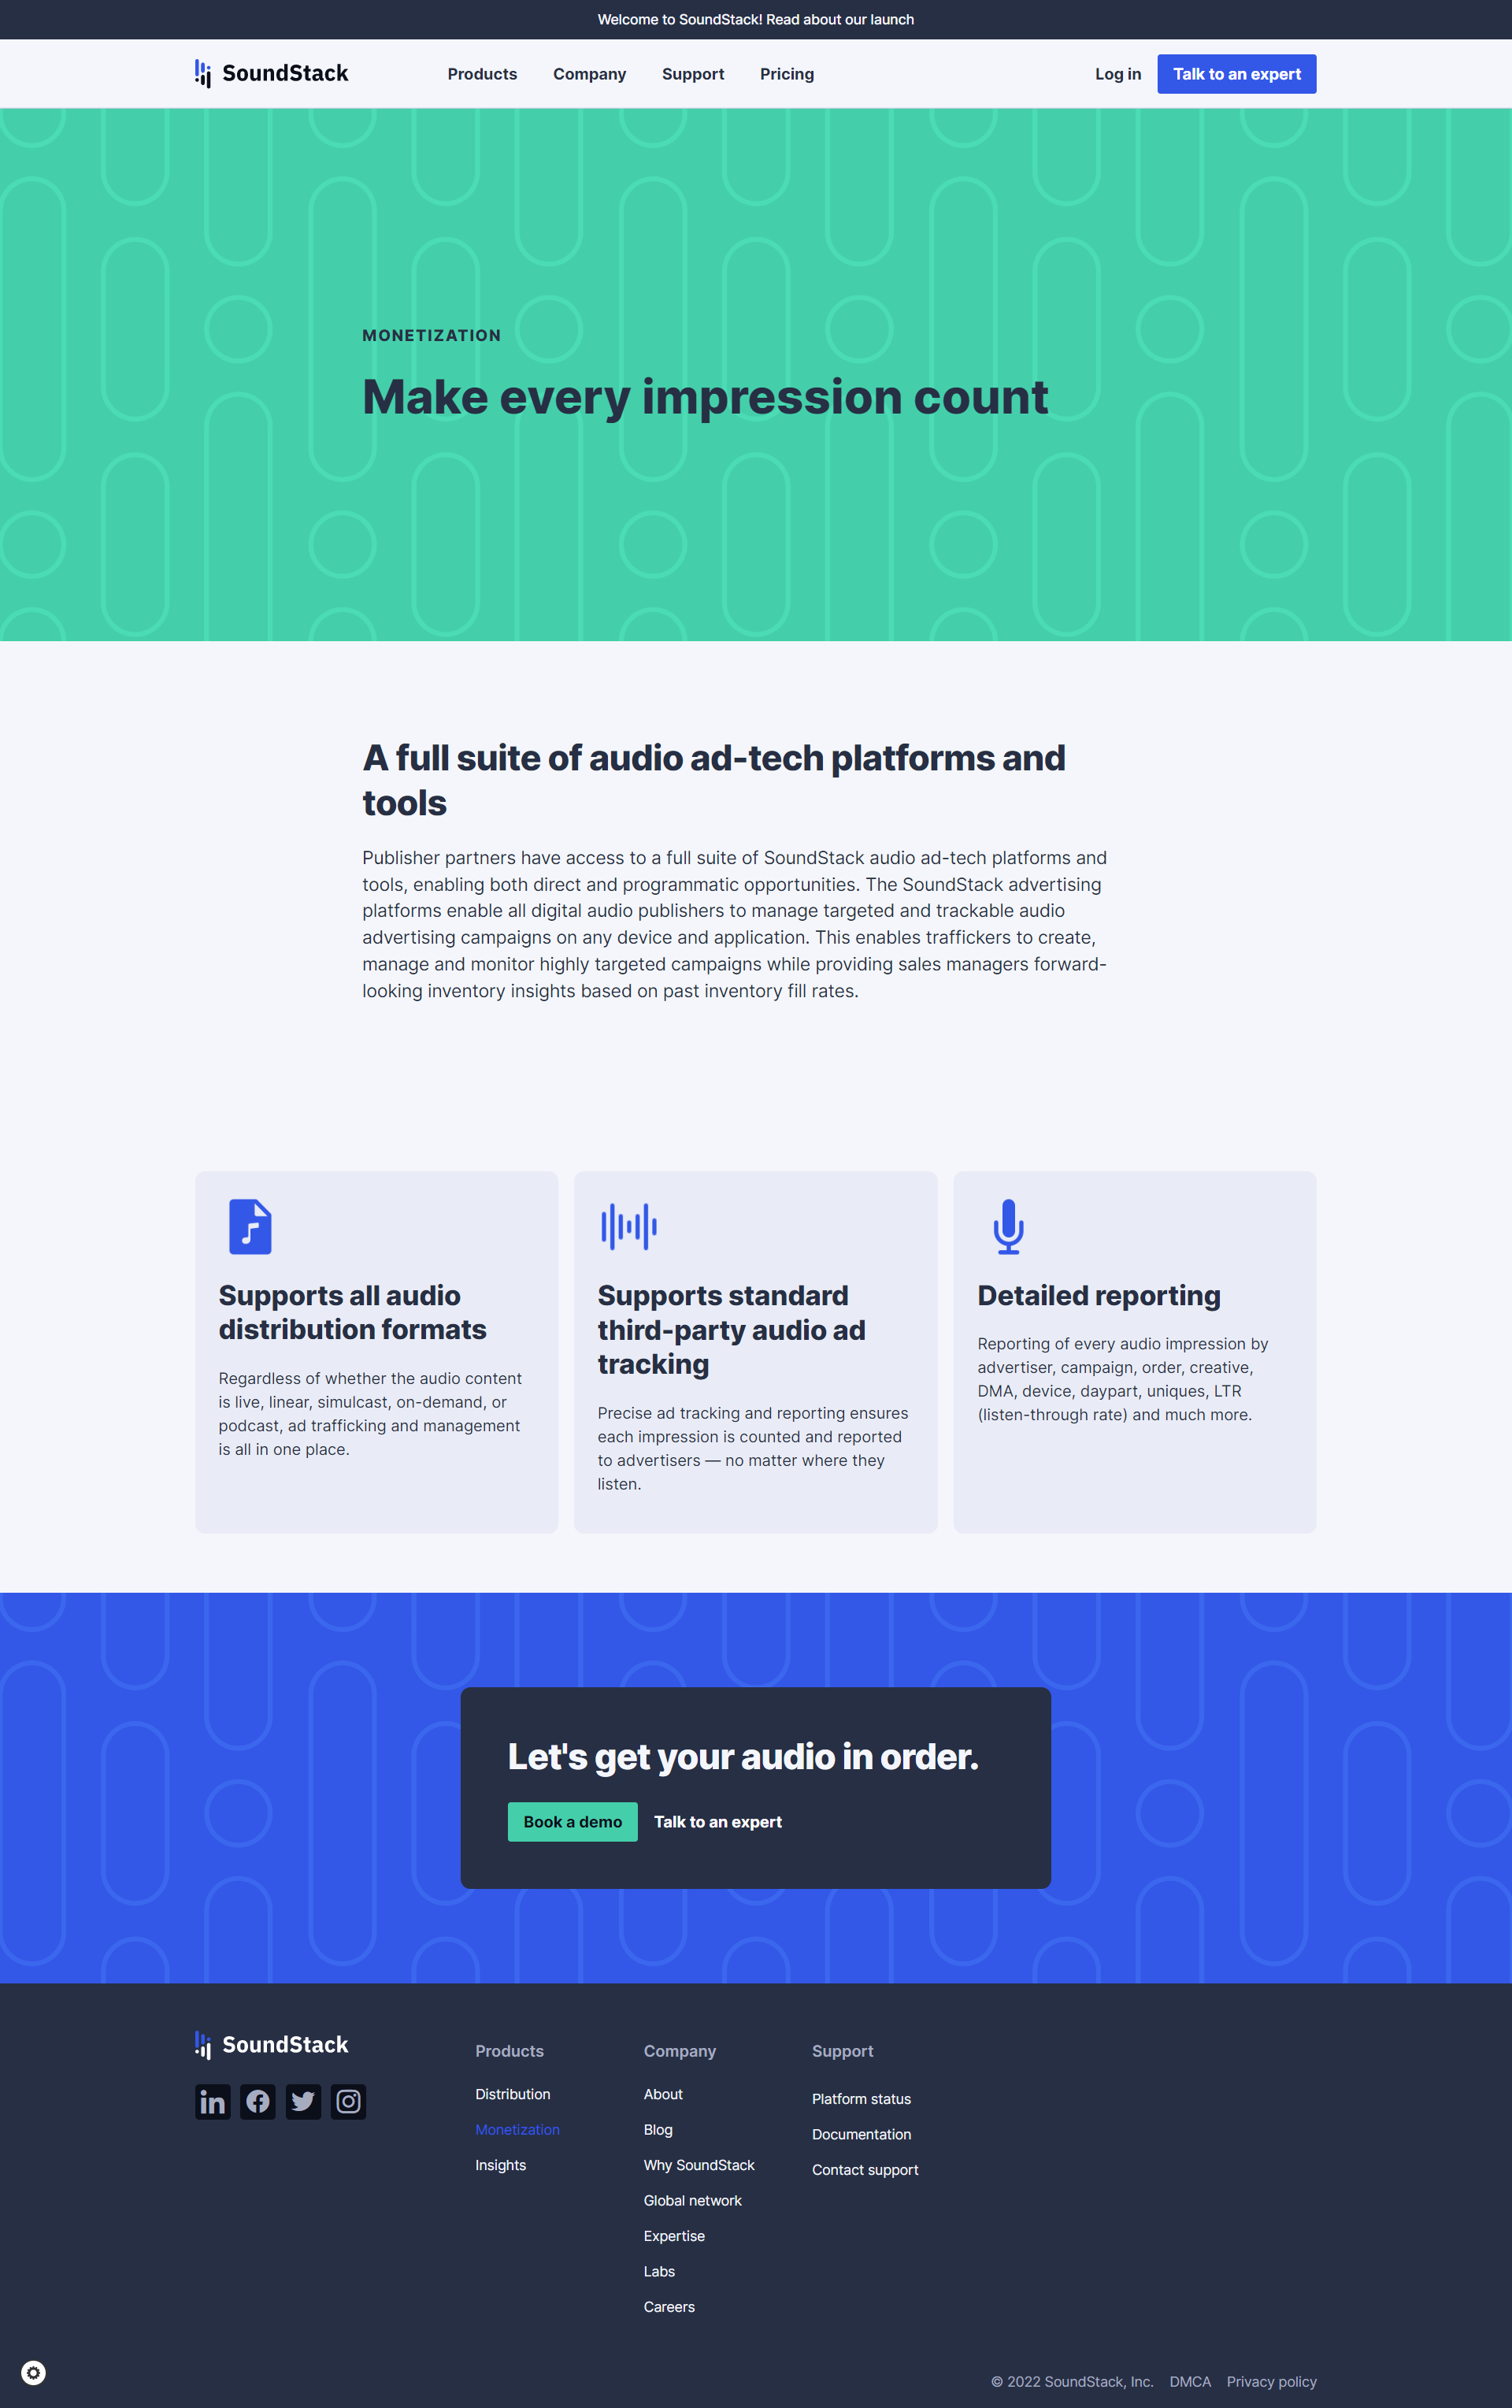 Welcome to SoundStack! Read about our launch
SoundStack
Products
Company
Support
Pricing
Log in
Talk to an expert
MONETIZATION
Make every impression count
A full suite of audio ad-tech platforms and
tools
Publisher partners have access to a full suite of SoundStack audio ad-tech platforms and
tools, enabling both direct and programmatic opportunities. The SoundStack advertising
platforms enable all digital audio publishers to manage targeted and trackable audio
advertising campaigns on any device and application. This enables traffickers to create,
manage and monitor highly targeted campaigns while providing sales managers forward-
looking inventory insights based on past inventory fill rates.
Supports all audio
distribution formats
Regardless of whether the audio content
is live, linear, simulcast, on-demand, or
podcast, ad trafficking and management
is all in one place.
Supports standard
third-party audio ad
tracking
Precise ad tracking and reporting ensures
each impression is counted and reported
to advertisers — no matter where they
listen.
Detailed reporting
Reporting of every audio impression by
advertiser, campaign, order, creative,
DMA, device, daypart, uniques, LTR
(listen-through rate) and much more.
Let's get your audio in order.
Book a demo
Talk to an expert
SoundStack
in
Products
Distribution
Monetization
Insights
Company
About
Blog
Why SoundStack
Global network
Expertise
Labs
Careers
Support
Platform status
Documentation
Contact support
© 2022 SoundStack, Inc.
DMCA
Privacy policy